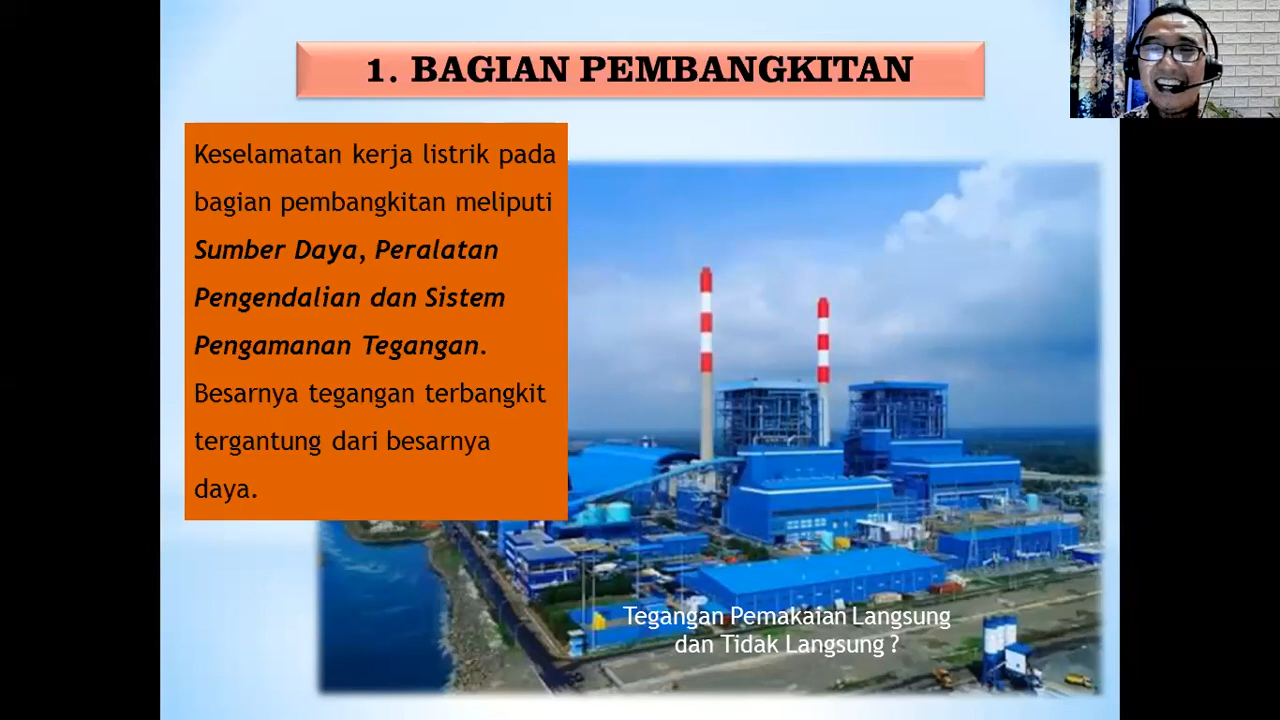 1. BAGIAN PEMBANGKITAN
Keselamatan kerja listrik pada
bagian pembangkitan meliputi
Sumber Daya, Peralatan
Pengendalian dan Sistem
Pengamanan Tegangan.
Besarnya tegangan terbangkit
tergantung dari besarnya
daya.
Tegangan Pemakaian Langsung
dan Tidak Langsung ?